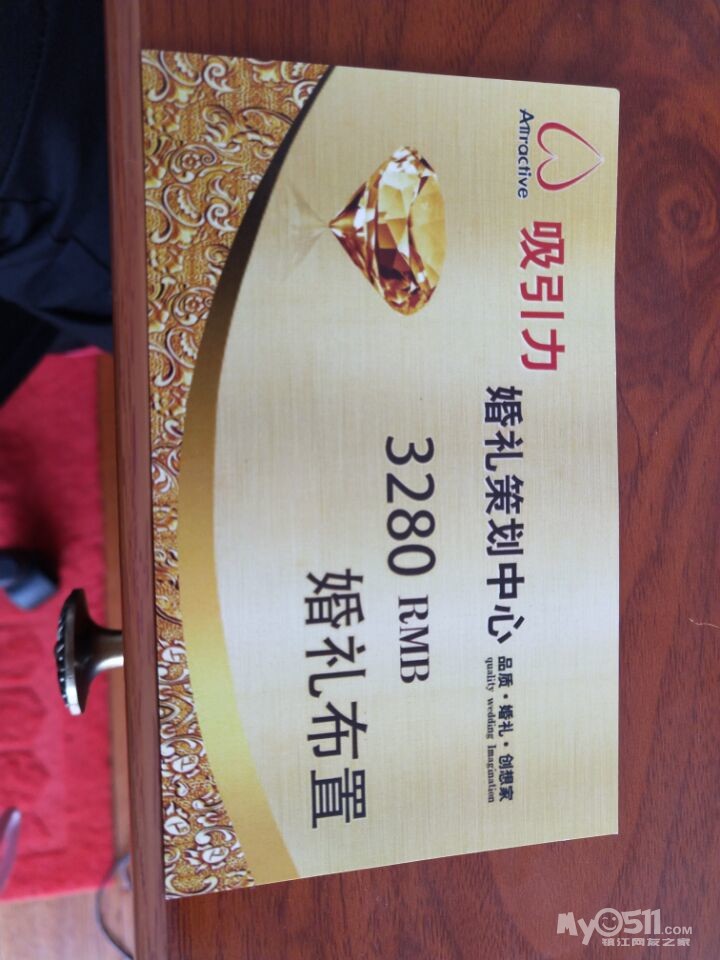 Attractive
吸引力
婚礼策划中心
品质·婚礼·创想家
quality wedding Imagination
3280 RMB
婚礼布置
My0511.COM
镇江网友之家